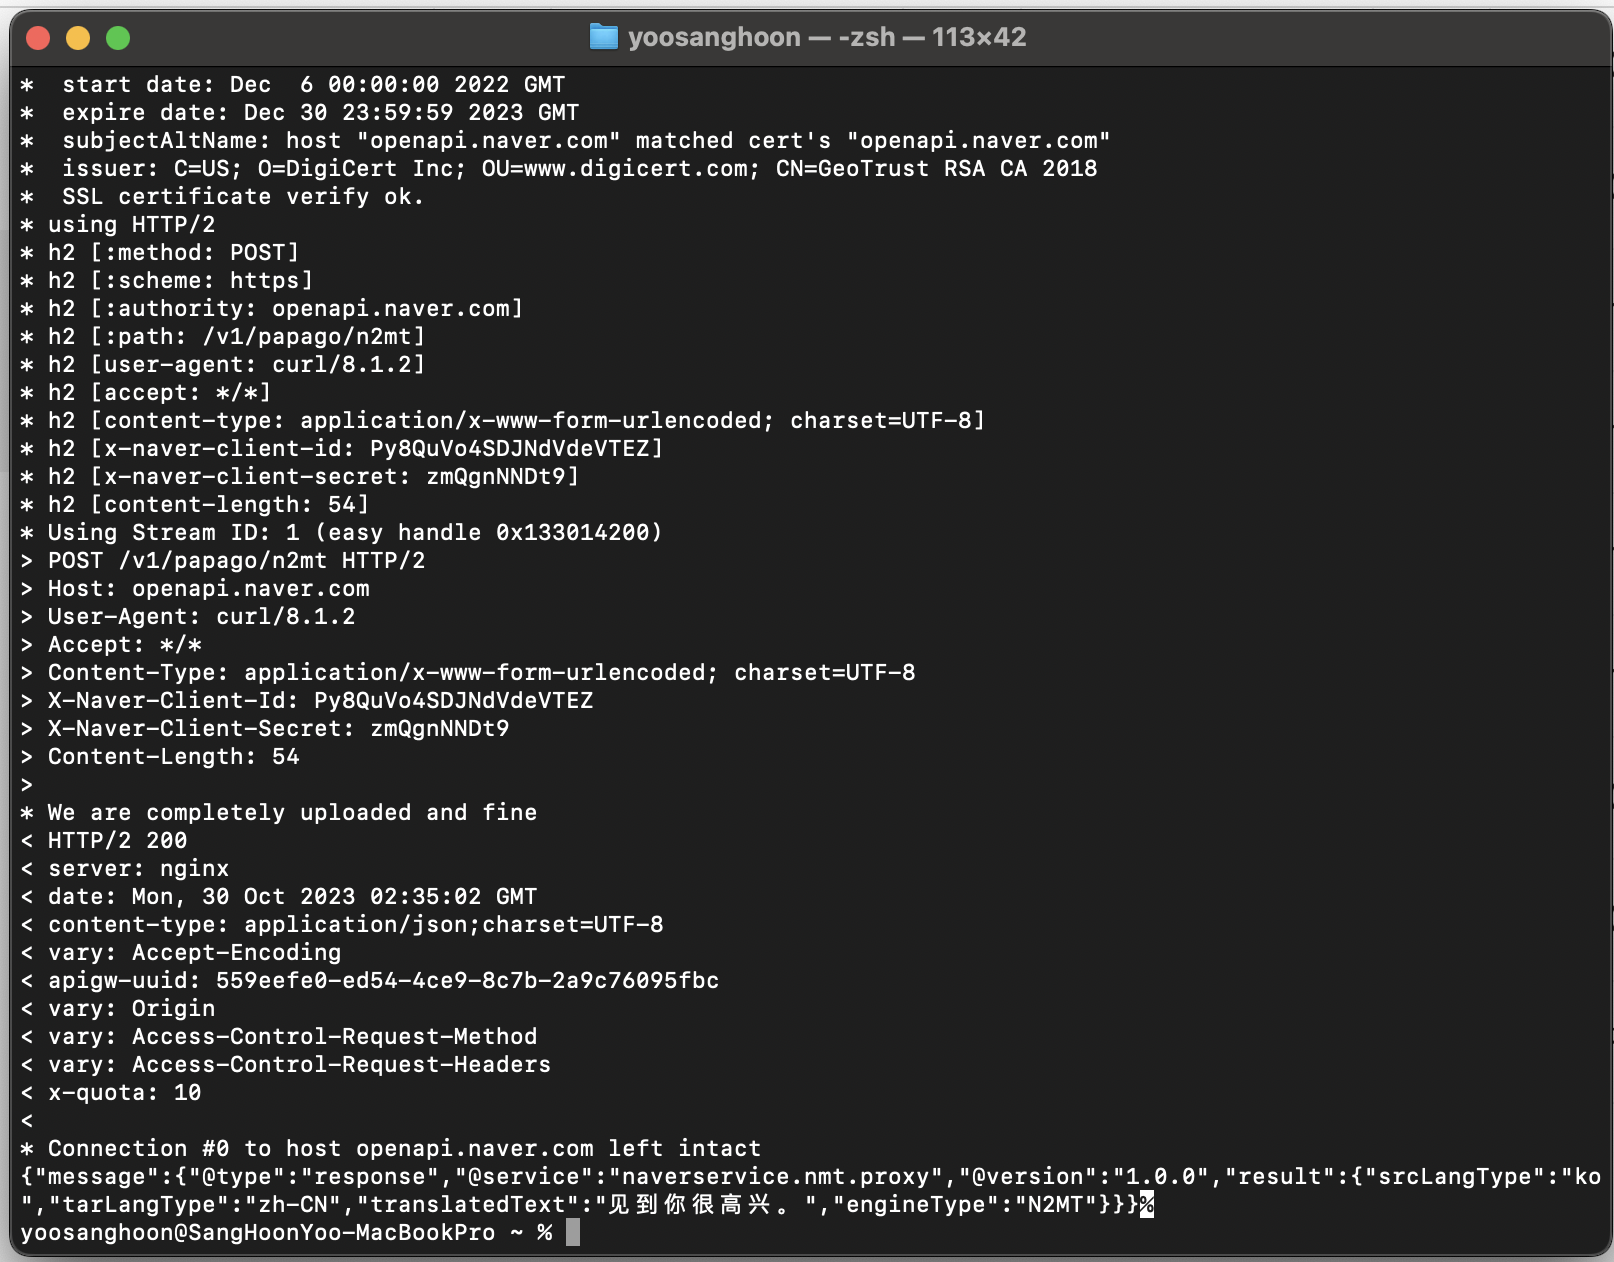 yoosanghoon — -zsh — 113×42
*  start date: Dec  6 00:00:00 2022 GMT
*  expire date: Dec 30 23:59:59 2023 GMT
*  subjectAltName: host "openapi.naver.com" matched cert's "openapi.naver.com"
*  issuer: C=US; O=DigiCert Inc; OU=www.digicert.com; CN=GeoTrust RSA CA 2018
*  SSL certificate verify ok.
* using HTTP/2
* h2 [:method: POST]
* h2 [:scheme: https]
* h2 [:authority: openapi.naver.com]
* h2 [:path: /v1/papago/n2mt]
* h2 [user-agent: curl/8.1.2]
* h2 [accept: */*]
* h2 [content-type: application/x-www-form-urlencoded; charset=UTF-8]
* h2 [x-naver-client-id: Py8QuVo4SDJNdVdeVTEZ]
* h2 [x-naver-client-secret: zmQgnNNDt9]
* h2 [content-length: 54]
* Using Stream ID: 1 (easy handle 0x133014200)
> POST /v1/papago/n2mt HTTP/2
> Host: openapi.naver.com
> User-Agent: curl/8.1.2
> Accept: */*
> Content-Type: application/x-www-form-urlencoded; charset=UTF-8
> X-Naver-Client-Id: Py8QuVo4SDJNdVdeVTEZ
> X-Naver-Client-Secret: zmQgnNNDt9
> Content-Length: 54
>
* We are completely uploaded and fine
< HTTP/2 200
< server: nginx
< date: Mon, 30 Oct 2023 02:35:02 GMT
< content-type: application/json;charset=UTF-8
< vary: Accept-Encoding
< apigw-uuid: 559eefe0-ed54-4ce9-8c7b-2a9c76095fbc
< vary: Origin
< vary: Access-Control-Request-Method
< vary: Access-Control-Request-Headers
< x-quota: 10
<
* Connection #0 to host openapi.naver.com left intact
{"message":{"@type":"response","@service":"naverservice.nmt.proxy","@version":"1.0.0","result":{"srcLangType":"ko
","tarLangType":"zh-CN","translatedText":"见到你很高兴。","engineType":"N2MT"}}}%
yoosanghoon@SangHoonYoo-MacBookPro ~ %